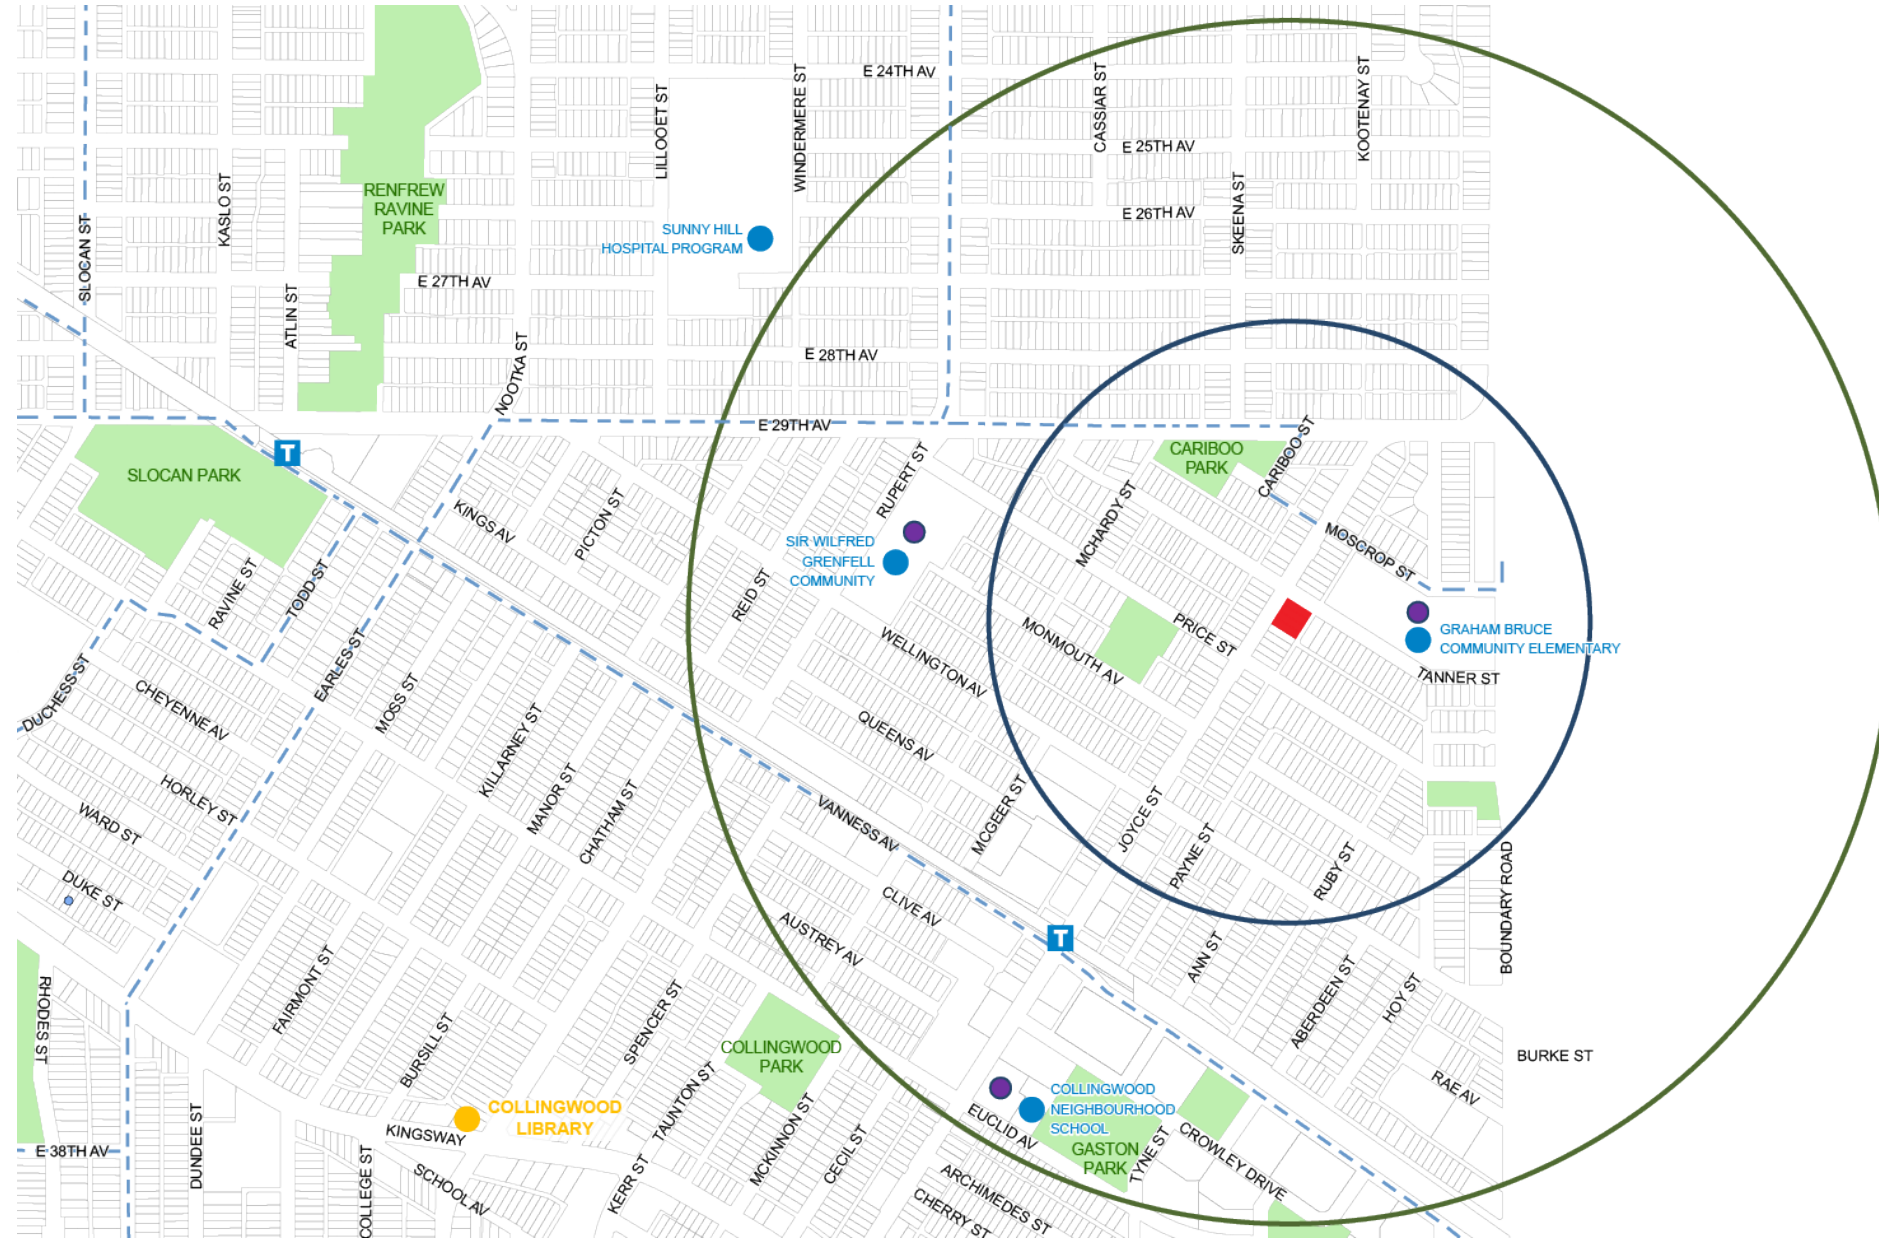 E 24TH AV
CASSIAR ST
KOOTENAY ST
WINDERMERE ST
LILLOOET ST
E 25TH AV
RENFREW
RAVINE
PARK
KASLO ST
SLOCAN ST
SKEENA ST
E 26TH AV
SUNNY HILL
HOSPITAL PROGRAM
E 27TH AV
ATLIN ST
NOOTKA ST
E 28TH AV
E 29TH AV
CARIBOO
PARK
CARIBOO ST
SLOCAN PARK
T
KINGS AV
PICTON ST
RUPERT ST
MCHARDY ST
MOSCROP ST
SIR WILFRED
GRENFELL
COMMUNITY
REID ST
RAVINE ST
TODD ST
EARLES ST
WELLINGTON AV
MONMOUTH AV
PRICE ST
GRAHAM BRUCE
COMMUNITY ELEMENTARY
TANNER ST
DUCHESS ST
CHEYENNE AV
MOSS ST
KILLARNEY ST
QUEENS AV
HORLEY ST
MANOR ST
CHATHAM ST
VANNESS AV
MCGEER ST
JOYCE ST
PAYNE ST
RUBY ST
BOUNDARY ROAD
WARD ST
DUKE ST
CLIVE AV
AUSTREY AV
T
ANN ST
ABERDEEN ST
HOY ST
RHODES ST
FAIRMONT ST
BURSILL ST
SPENCER ST
COLLINGWOOD
PARK
BURKE ST
RAE AV
TAUNTON ST
MCKINNON ST
CECIL ST
COLLINGWOOD
LIBRARY
KINGSWAY
COLLINGWOOD
NEIGHBOURHOOD
SCHOOL
EUCLID AV
GASTON
PARK
TYNE ST
CROWLEY DRIVE
E 38TH AV
DUNDEE ST
COLLEGE ST
SCHOOL AV
KERR ST
ARCHIMEDES ST
CHERRY ST